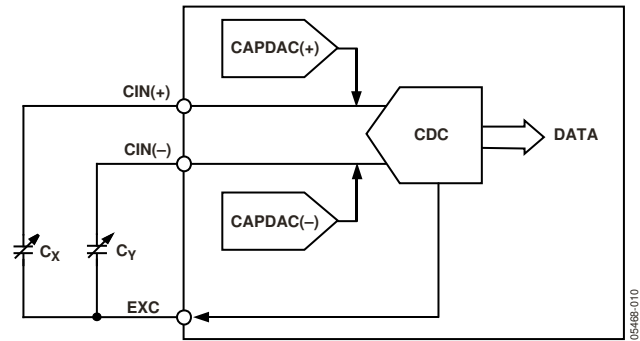 CAPDAC(+)
CIN(+)
CDC
DATA
CIN(–)
CAPDAC(–)
CX
CY
EXC
05468-010